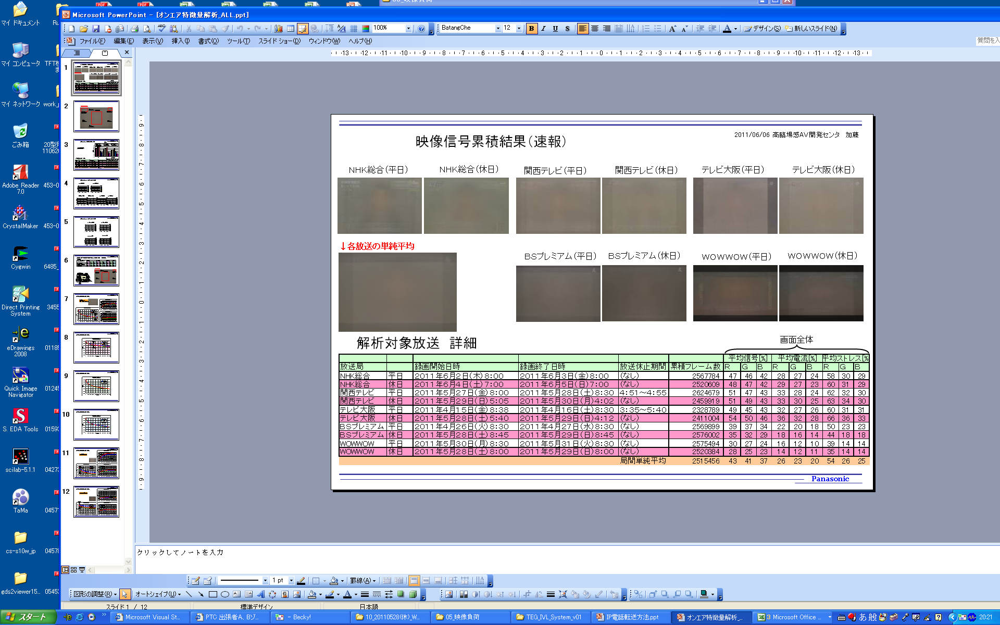 05_映像負荷
マイ ドキュメント
マイ コンピュータ
マイ ネットワーク
ごみ箱
Adobe Reader 7.0
CrystalMaker
Cygwin
Direct Printing System
eDrawings 2008
Quick Image Navigator
S. EDA Tools
scilab-5.1.1
TaMa
cs-s10w_jp
gds2viewer15...
Microsoft PowerPoint - [オンエア特徴量解析_ALL.ppt]
100%
BatangChe
12
B I U S
デザイン(S) 新しいスライド(N)
ファイル(F) 編集(E) 表示(V) 挿入(I) 書式(O) ツール(T) スライド ショー(D) ウィンドウ(W) ヘルプ(H)
質問を入
1
2
3
4
5
6
7
8
9
10
11
12
映像信号累積結果(速報)
2011/06/06 高臨場感AV開発センタ 加藤
NHK総合(平日) NHK総合(休日) 関西テレビ(平日) 関西テレビ(休日) テレビ大阪(平日) テレビ大阪(休日)
↓各放送の単純平均
BSプレミアム(平日) BSプレミアム(休日) WOWWOW(平日) WOWWOW(休日)
解析対象放送 詳細
画面全体
平均信号[%] 平均電流[%] 平均ストレス[%
放送局 録画開始日時 録画終了日時 放送休止期間 累積フレーム数 R G B R G B R G B
NHK総合 平日 2011年6月2日(木)8:00 2011年6月3日(金)8:00 (なし) 2567784 47 46 42 28 27 24 58 30 29
NHK総合 休日 2011年6月4日(土)7:00 2011年6月5日(日)7:00 (なし) 2520609 48 47 42 29 27 23 60 31 29
関西テレビ 平日 2011年5月27日(金)8:00 2011年5月28日(土)8:30 4:51～4:55 2624679 51 47 43 33 28 24 62 32 30
関西テレビ 休日 2011年5月29日(日)5:05 2011年5月30日(月)4:02 (なし) 2459919 51 49 43 33 30 25 63 34 30
テレビ大阪 平日 2011年4月15日(金)8:38 2011年4月16日(土)8:30 3:35～5:40 2328789 49 45 43 32 27 26 60 31 31
テレビ大阪 休日 2011年5月28日(土)5:40 2011年5月29日(日)4:12 (なし) 2411004 54 50 46 36 32 28 66 36 33
BSプレミアム 平日 2011年4月26日(火)8:30 2011年4月27日(水)8:30 (なし) 2569899 39 37 34 22 20 18 50 23 23
BSプレミアム 休日 2011年5月28日(土)8:45 2011年5月29日(日)8:45 (なし) 2576002 35 32 29 18 16 14 44 18 18
WOWWOW 平日 2011年5月30日(月)8:30 2011年5月31日(火)8:30 (なし) 2575494 30 27 24 16 12 10 39 14 14
WOWWOW 休日 2011年5月28日(土)8:00 2011年5月29日(日)8:00 (なし) 2520384 28 25 23 14 12 11 35 14 14
局間単純平均 2515456 43 41 37 26 23 20 54 26 25
Panasonic
クリックしてノートを入力
1 pt
罫線(A)
図形の調整(R) オートシェイプ(U)
スライド 1 / 12 標準デザイン 日本語
スタート
Microsoft Visual St...
PTC 出張者A、Bゾ...
- Becky!
10_20110528(休)_W...
05_映像負荷
TEG_IVL_System_v01
IP電話転送方法.ppt
オンエア特徴量解析_...
3 Microsoft Office ...
あ 般
20:21